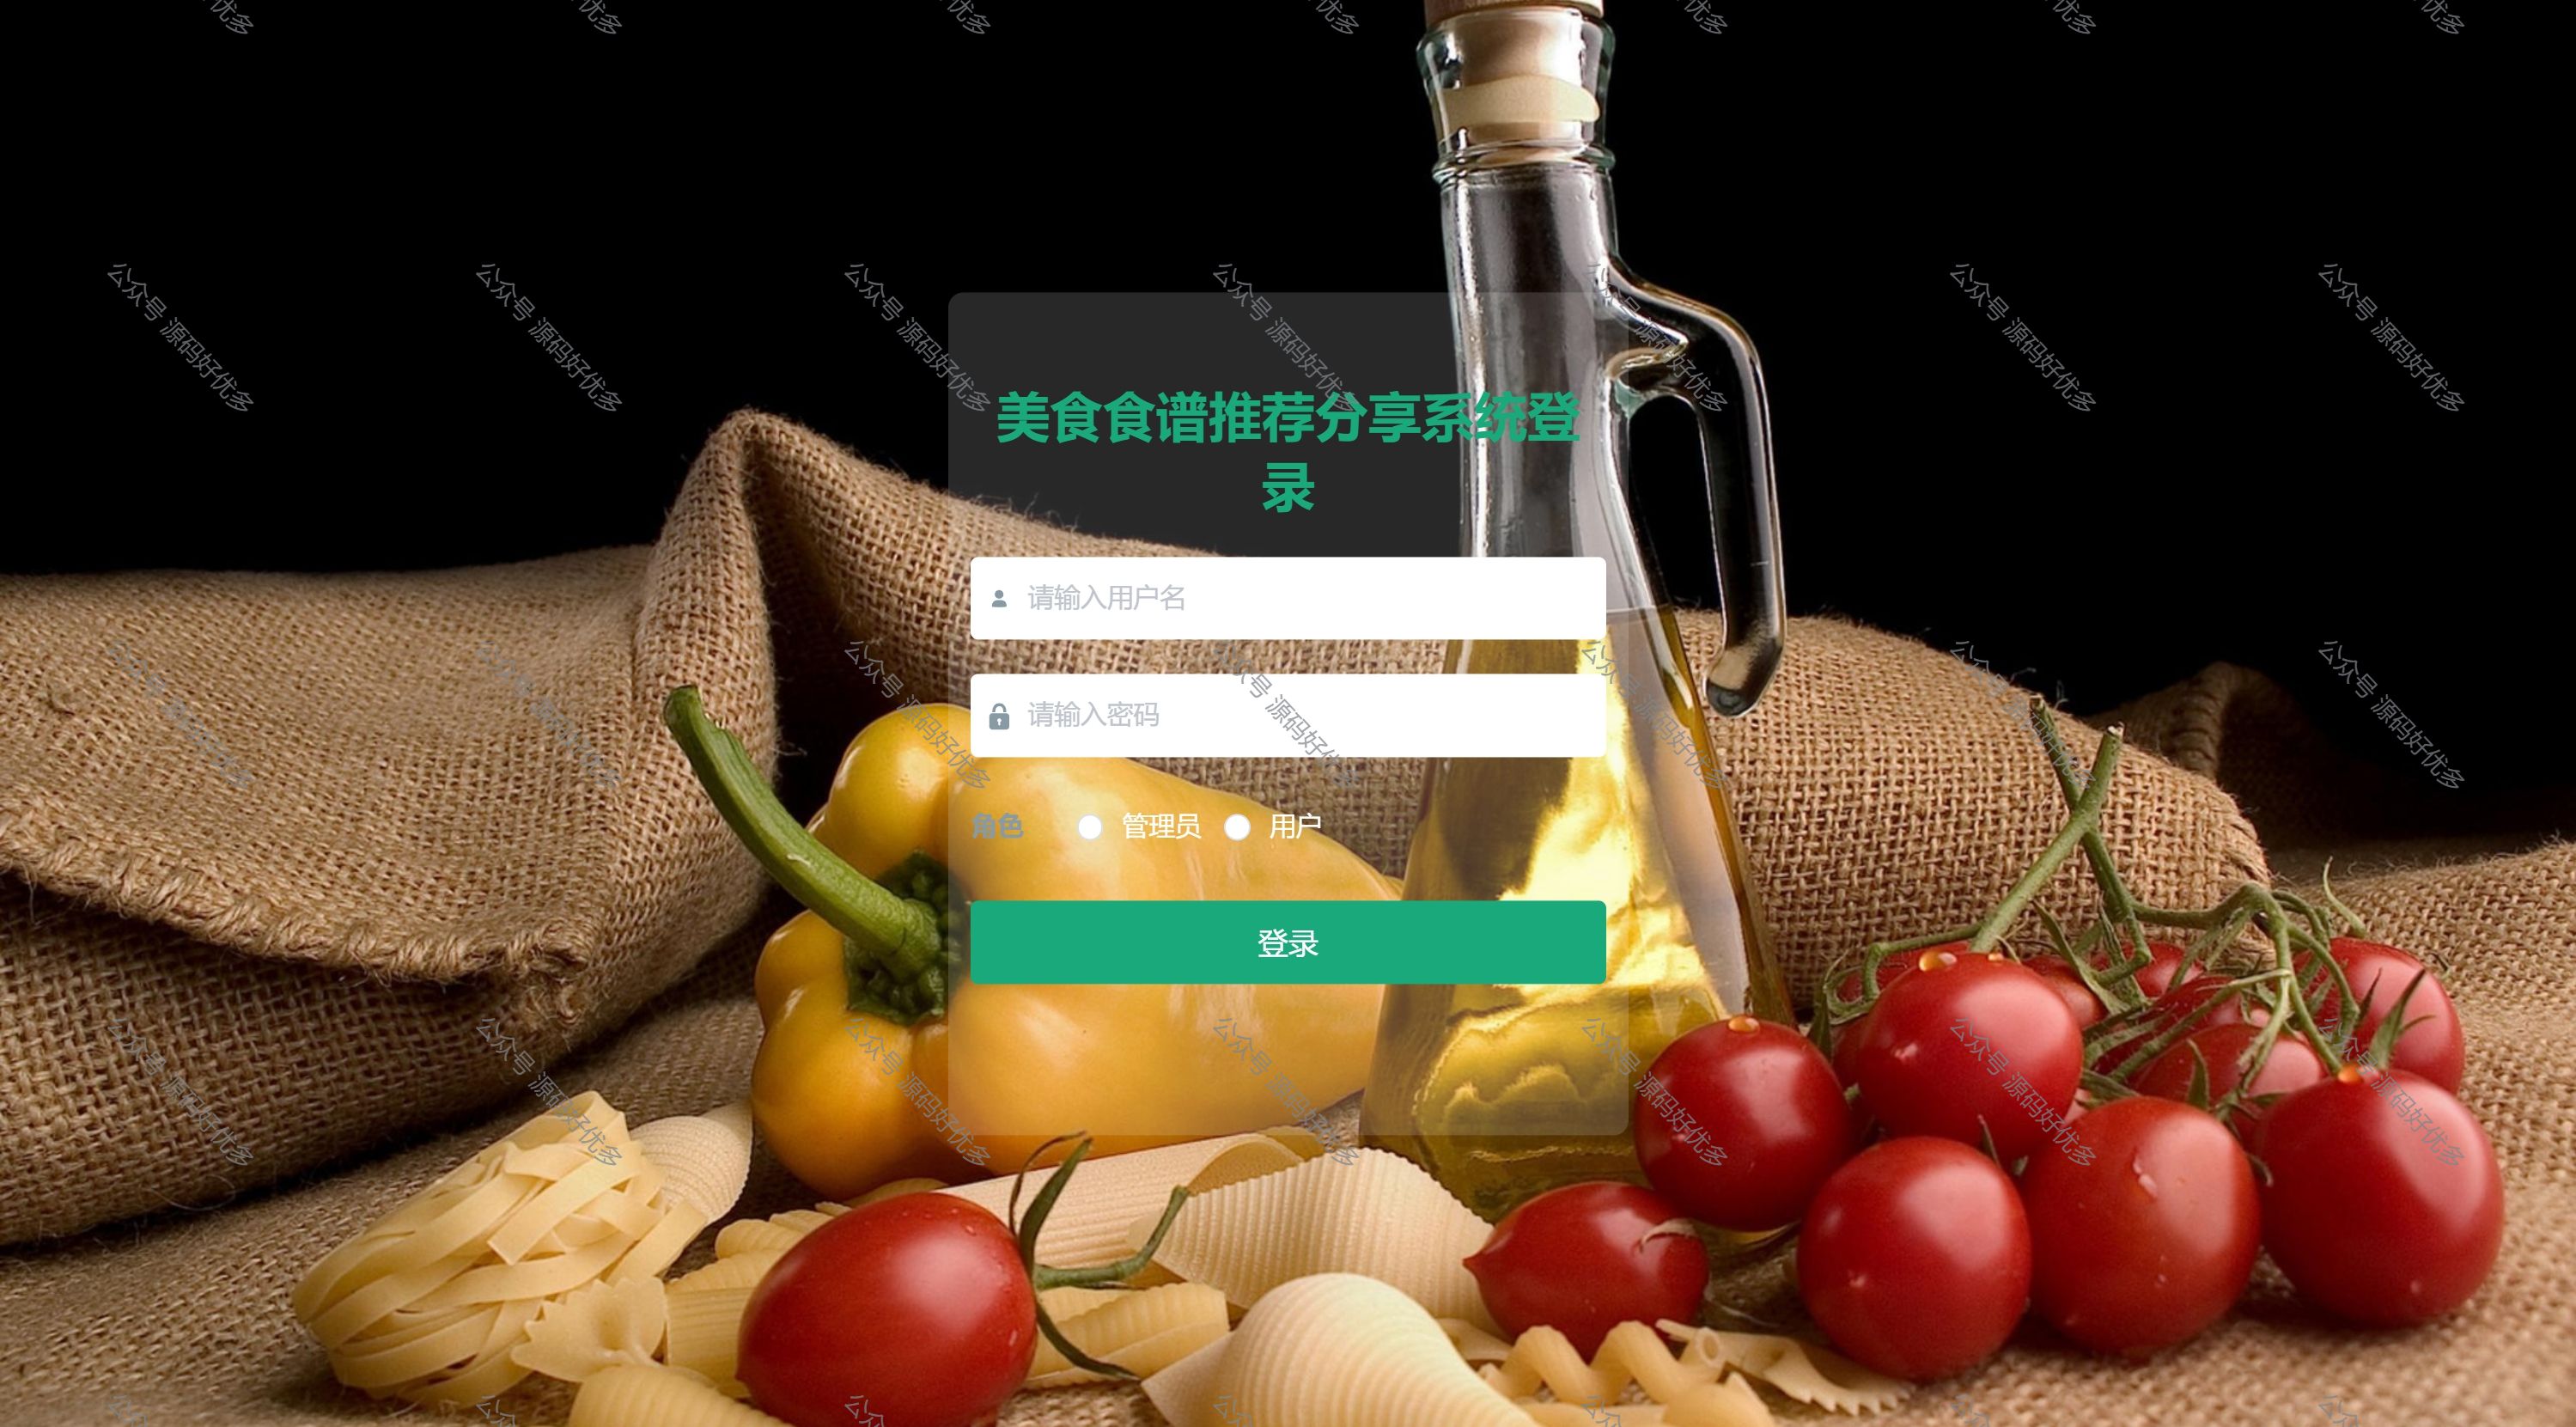 美食食谱推荐分享系统登
录
请输入用户名
请输入密码
角色 管理员 用户
登录
公众号 源码好优多